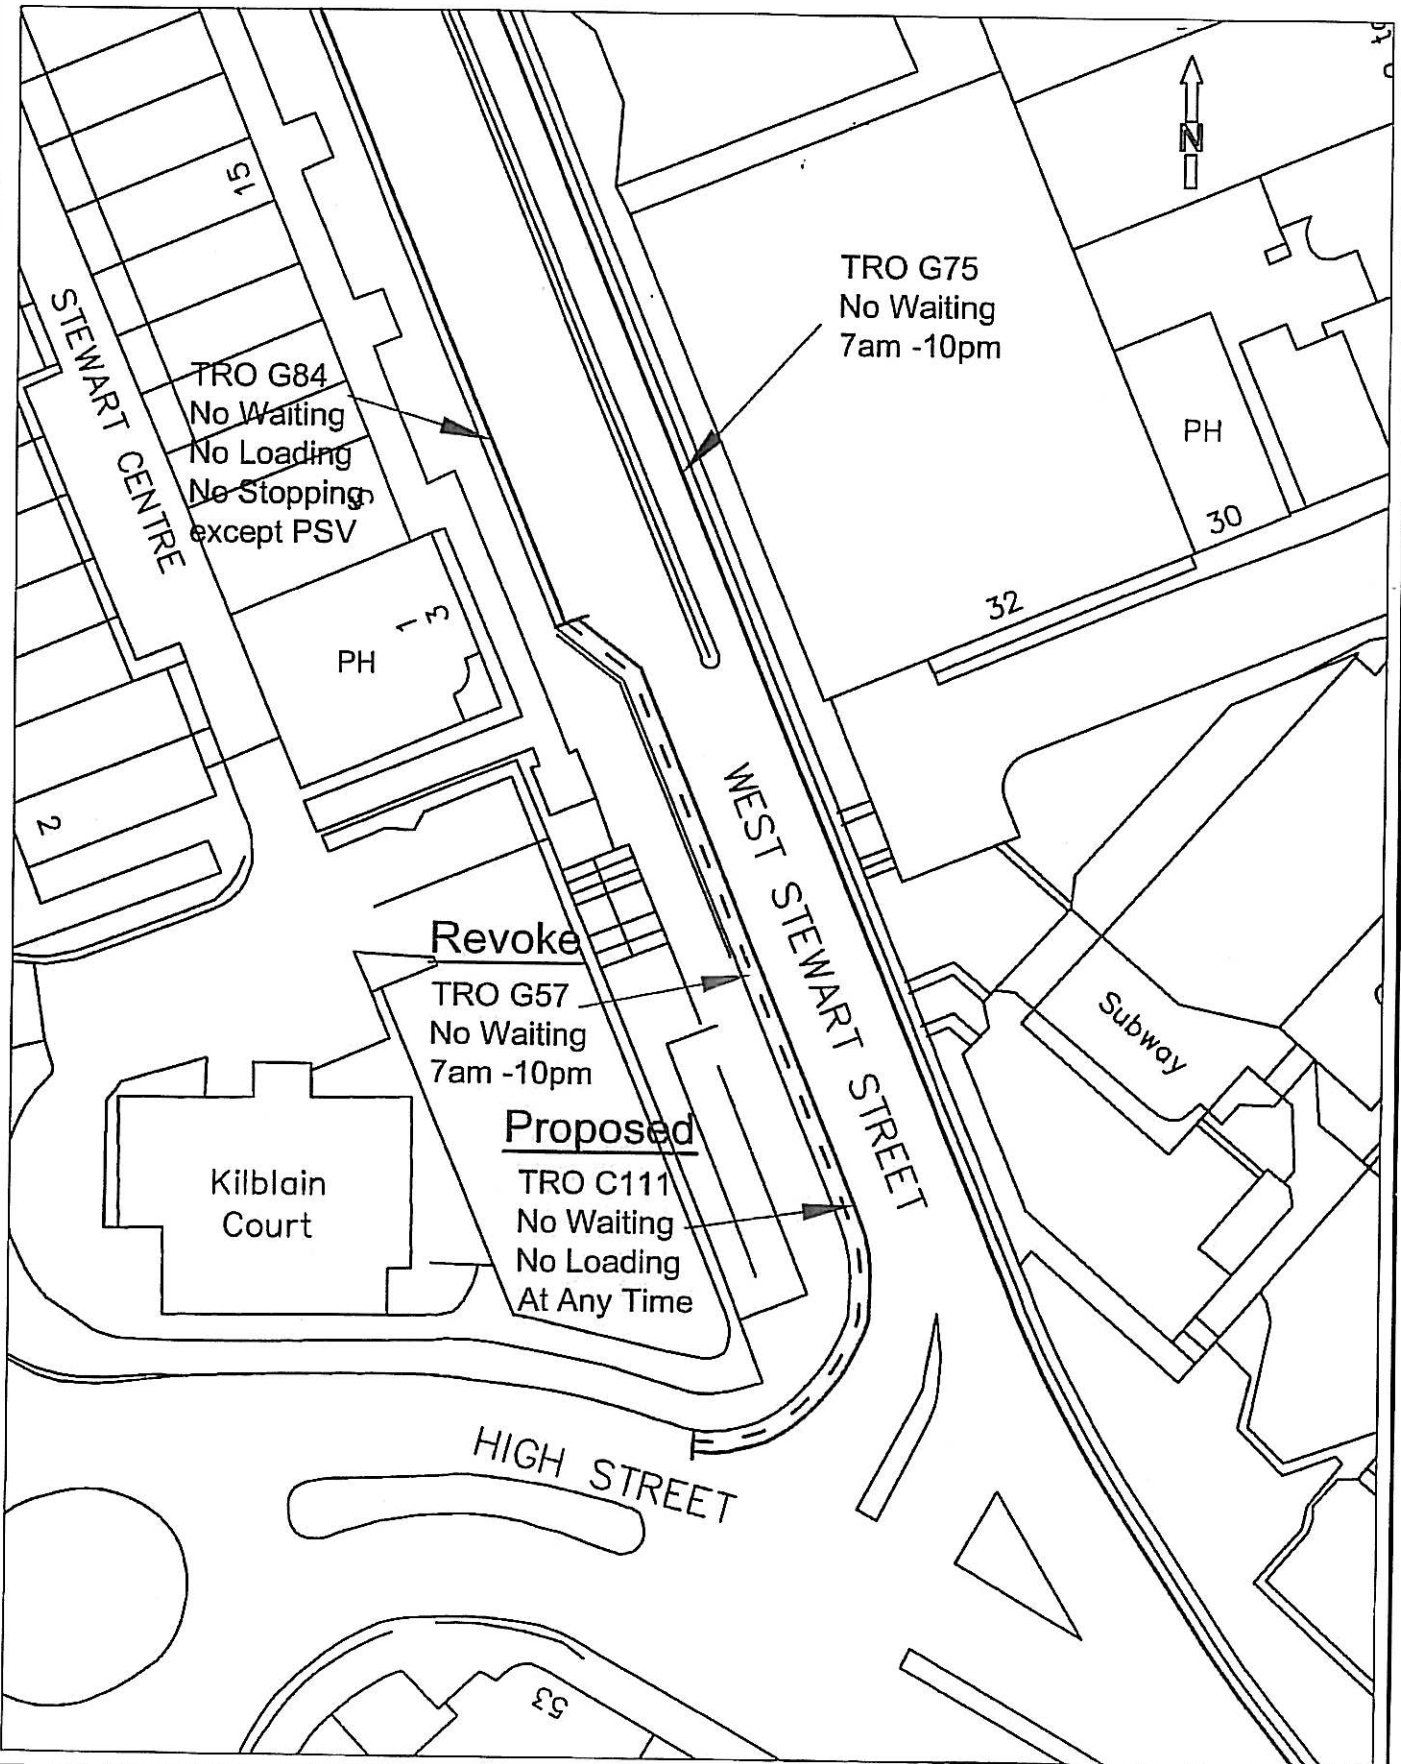 N
15
TRO G75
No Waiting
7am -10pm
STEWART CENTRE
TRO G84
No Waiting
No Loading
No Stopping
except PSV
PH
30
32
1
3
PH
2
WEST STEWART STREET
Revoke
TRO G57
No Waiting
7am -10pm
Subway
Proposed
TRO C111
No Waiting
No Loading
At Any Time
Kilblain
Court
HIGH STREET
53